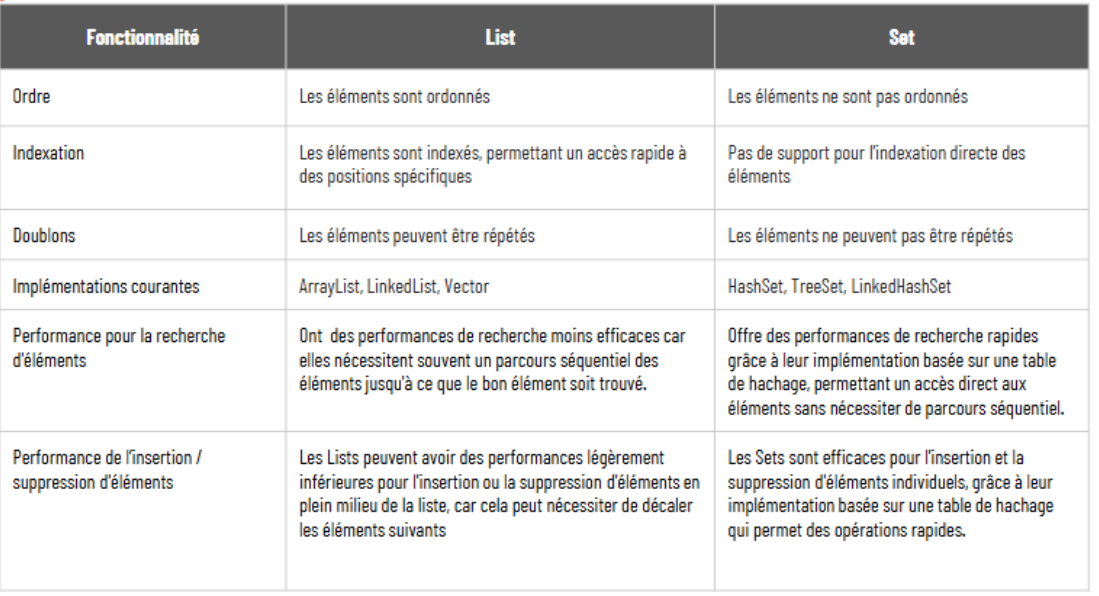 Fonctionnalité
List
Set
Ordre
Les éléments sont ordonnés
Les éléments ne sont pas ordonnés
Indexation
Les éléments sont indexés, permettant un accès rapide à
des positions spécifiques
Pas de support pour l'indexation directe des
éléments
Doublons
Les éléments peuvent être répétés
Les éléments ne peuvent pas être répétés
Implémentations courantes
ArrayList, LinkedList, Vector
HashSet, TreeSet, LinkedHashSet
Performance pour la recherche
d'éléments
Ont des performances de recherche moins efficaces car
elles nécessitent souvent un parcours séquentiel des
éléments jusqu'à ce que le bon élément soit trouvé.
Offre des performances de recherche rapides
grâce à leur implémentation basée sur une table
de hachage, permettant un accès direct aux
éléments sans nécessiter de parcours séquentiel.
Performance de l'insertion /
suppression d'éléments
Les Lists peuvent avoir des performances légèrement
inférieures pour l'insertion ou la suppression d'éléments en
plein milieu de la liste, car cela peut nécessiter de décaler
les éléments suivants
Les Sets sont efficaces pour l'insertion et la
suppression d'éléments individuels, grâce à leur
implémentation basée sur une table de hachage
qui permet des opérations rapides.